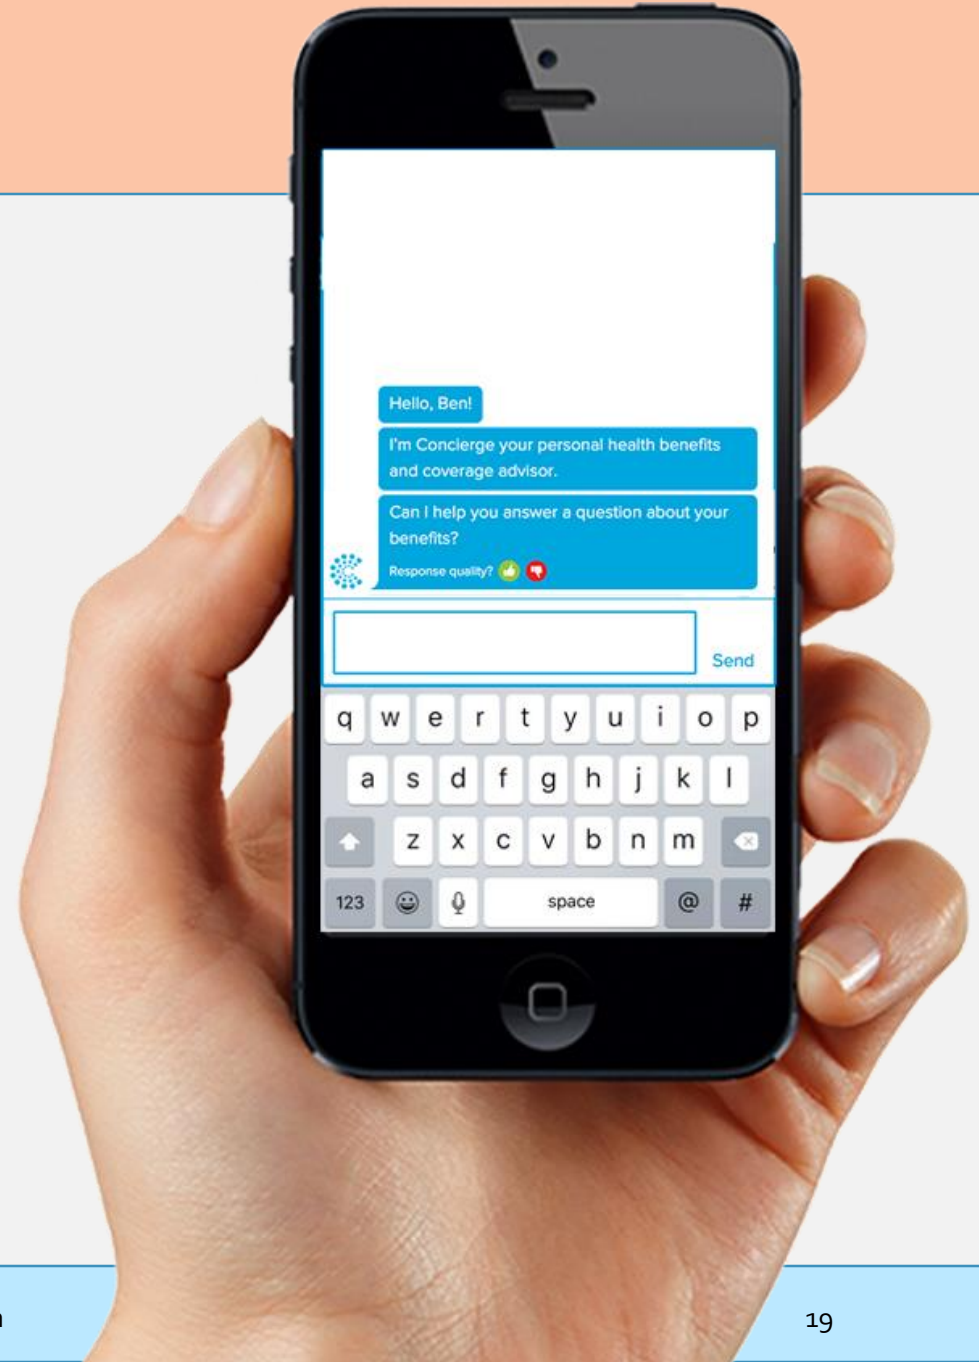 Hello, Ben!
I'm Concierge your personal health benefits
and coverage advisor.
Can I help you answer a question about your
benefits?
Response quality?
Send
q w e r t y u i o p
a s d f g h j k l
z x c v b n m
123 space @ #
19